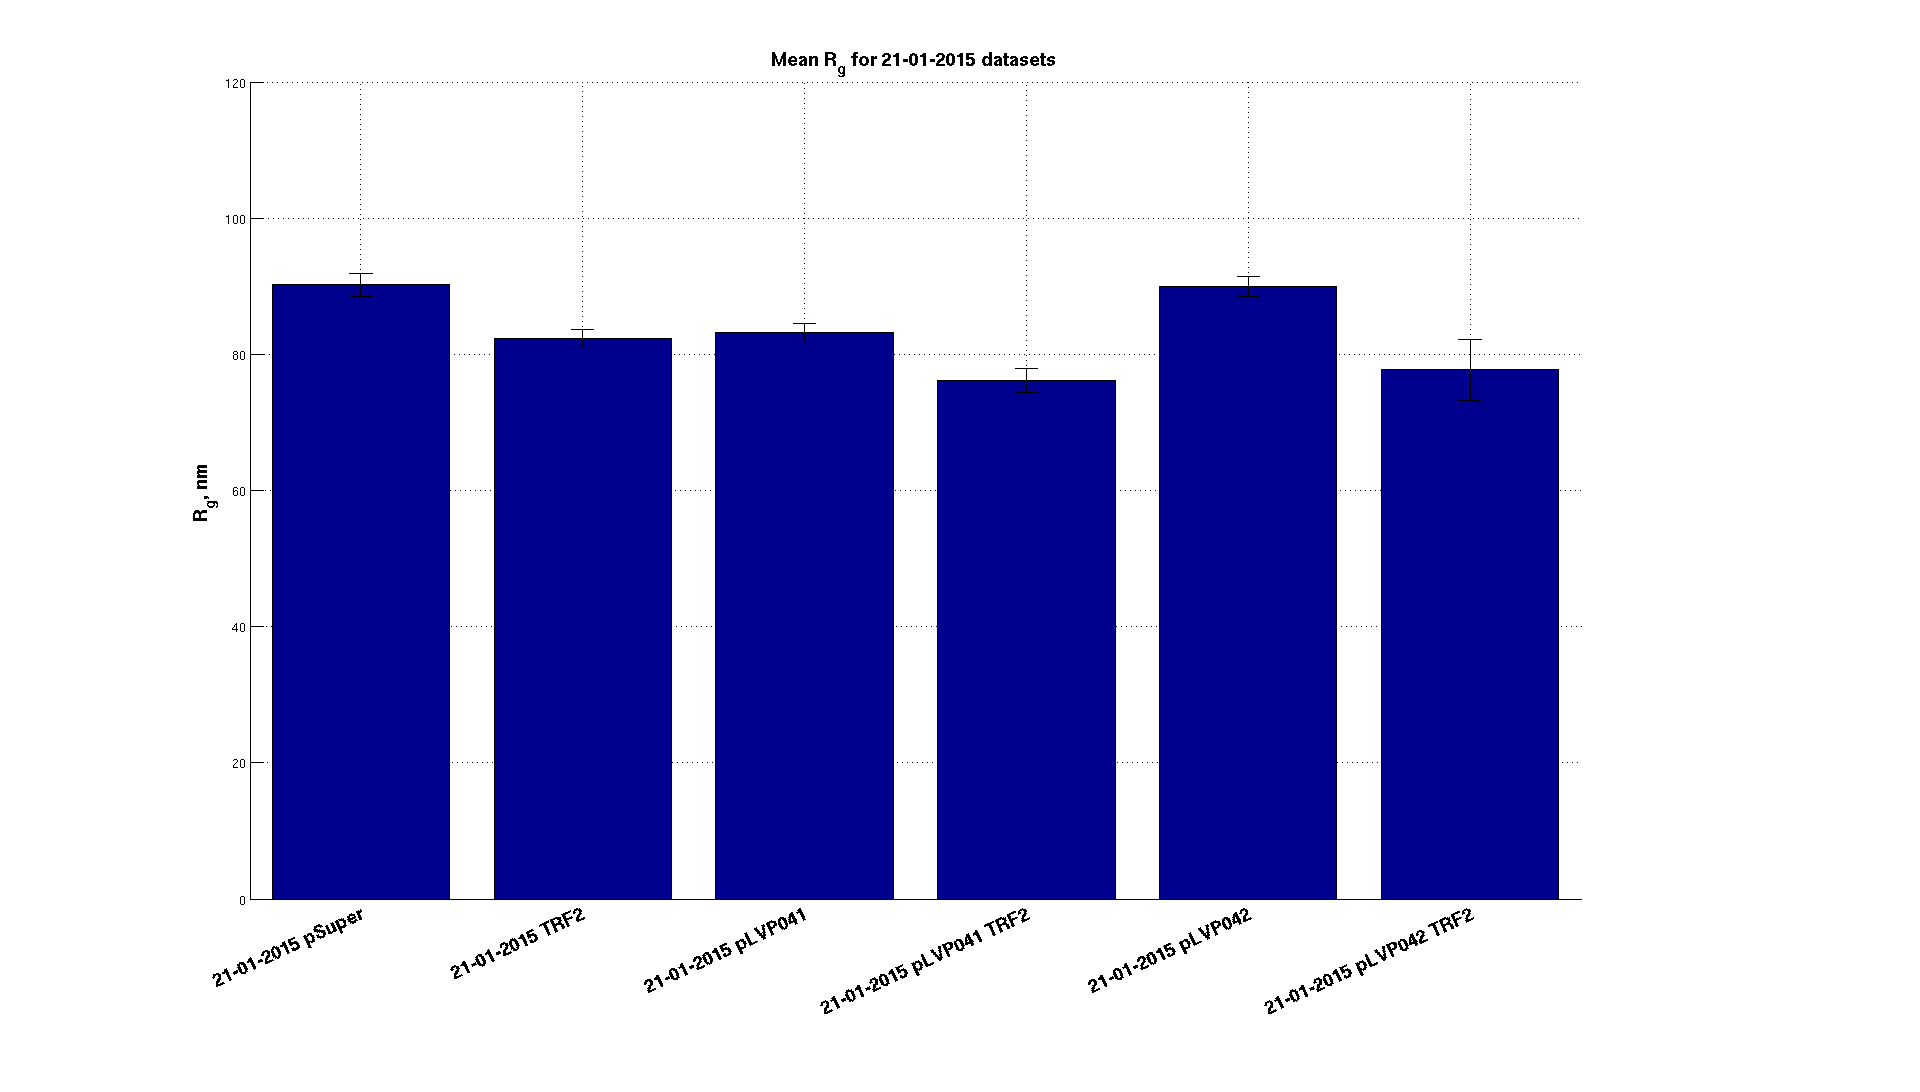 Mean Rg for 21-01-2015 datasets
120
100
80
60
40
20
0
Rg, nm
21-01-2015 pSuper
21-01-2015 TRF2
21-01-2015 pLVP041
21-01-2015 pLVP041 TRF2
21-01-2015 pLVP042
21-01-2015 pLVP042 TRF2